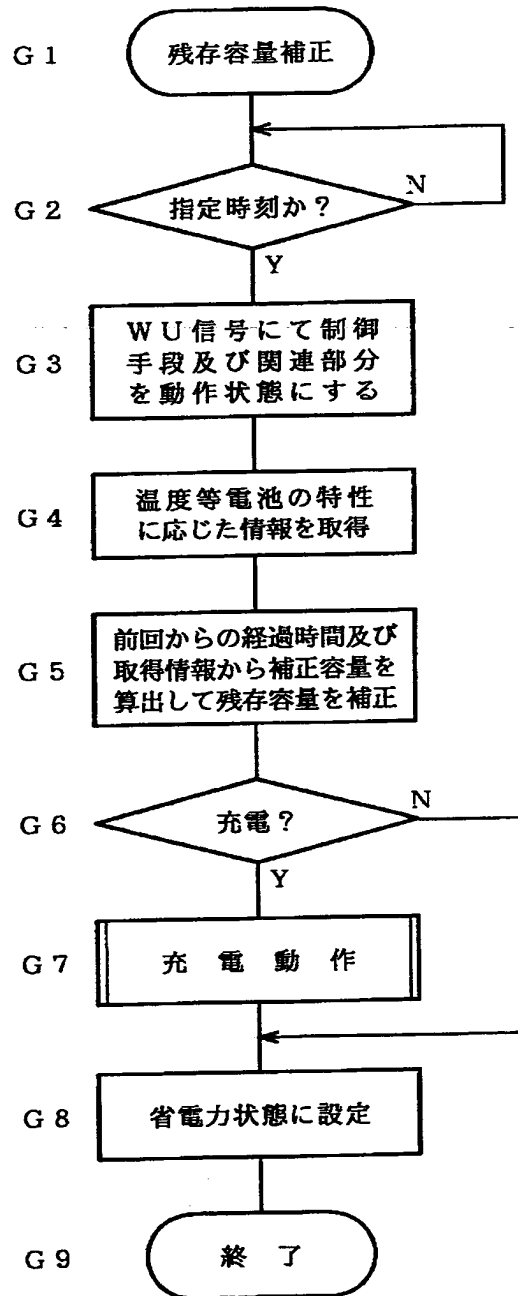 G1 残存容量補正
G2 指定時刻か？ N
Y
WU信号にて制御
G3 手段及び関連部分
を動作状態にする
温度等電池の特性
G4 に応じた情報を取得
前回からの経過時間及び
G5 取得情報から補正容量を
算出して残存容量を補正
G6 充電？ N
Y
G7 充電動作
G8 省電力状態に設定
G9 終了